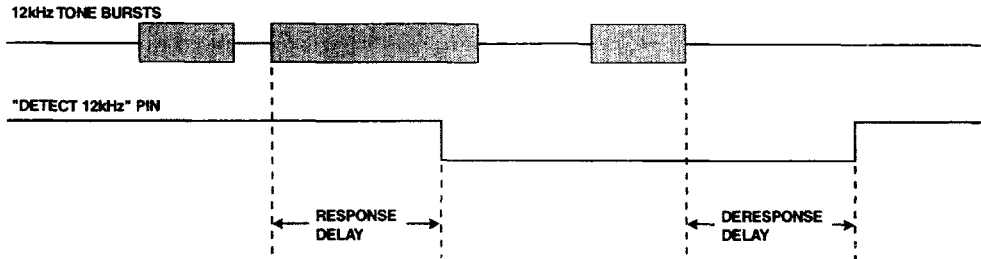 12kHz TONE BURSTS
"DETECT 12kHz" PIN
RESPONSE
DELAY
DERESPONSE
DELAY